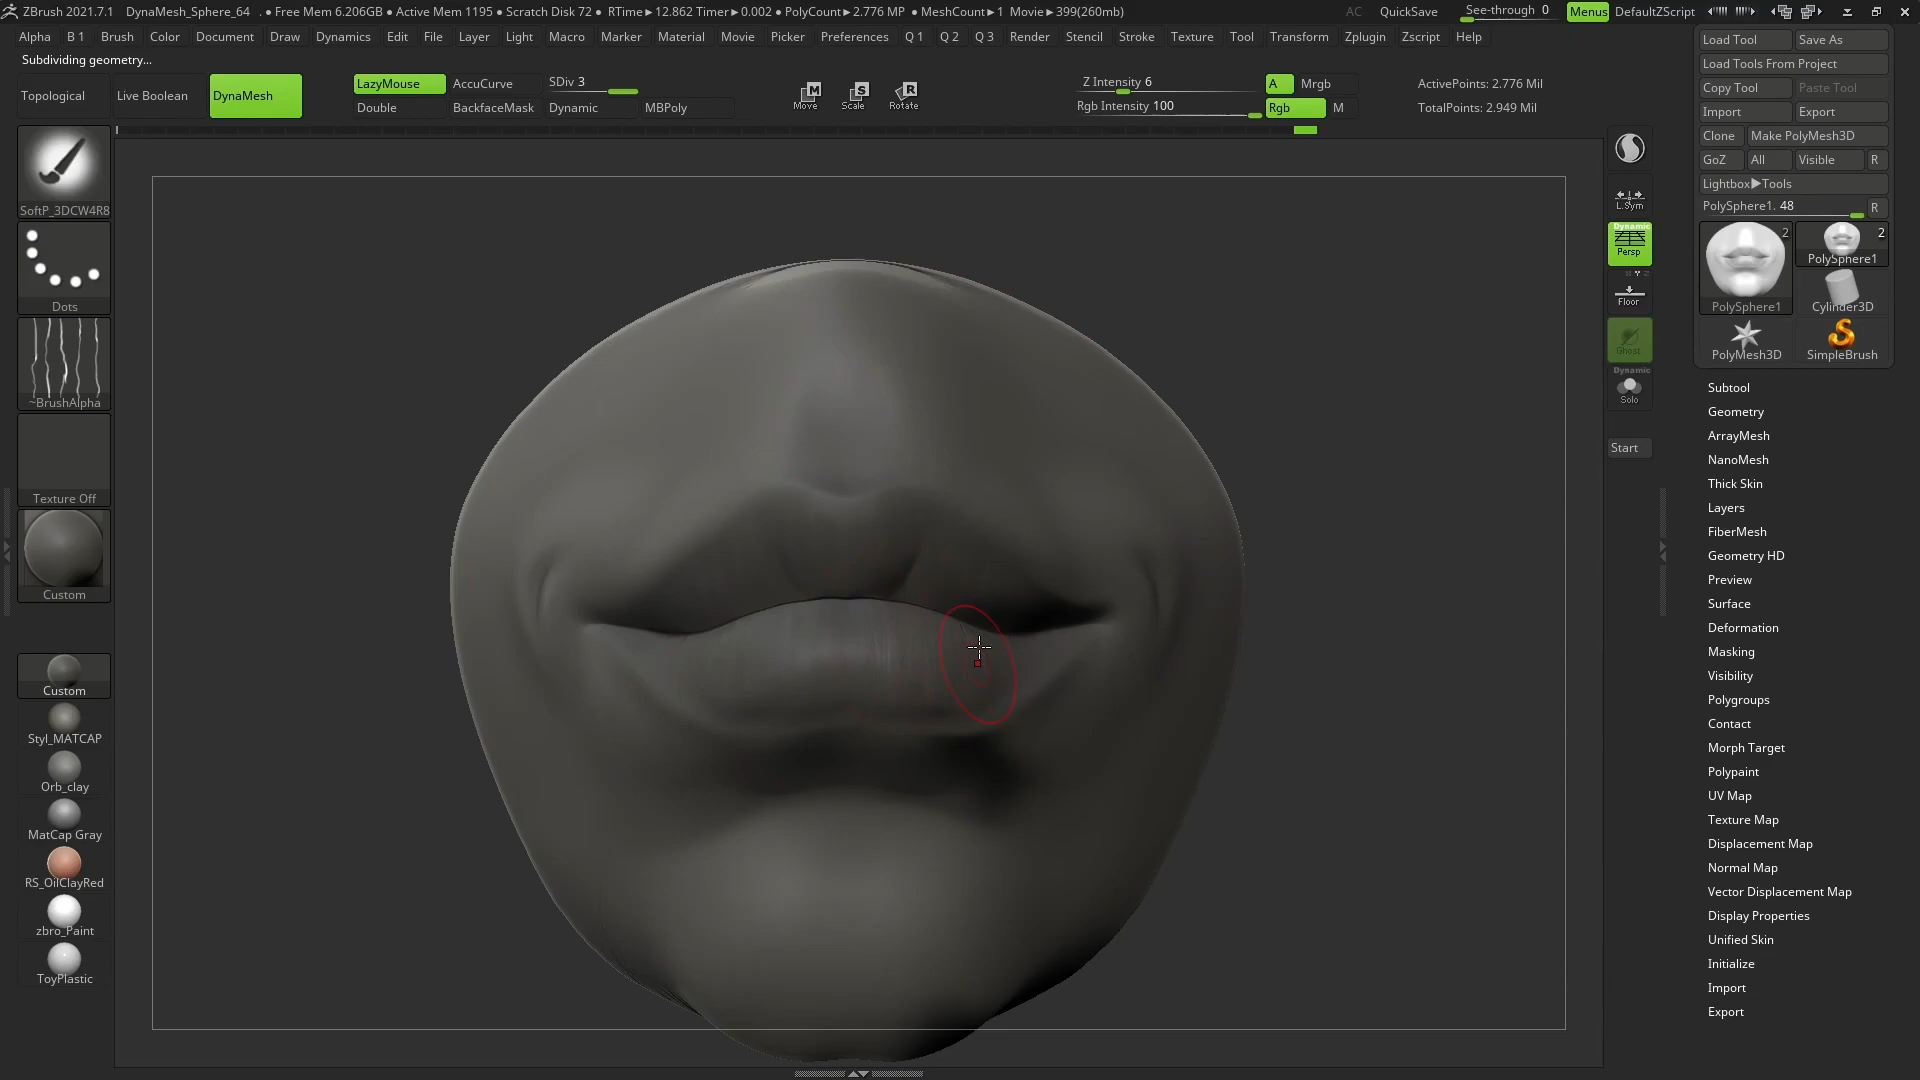 ZBrush 2021.7.1 DynaMesh_Sphere_64 . ● Free Mem 6.206GB ● Active Mem 1195 ● Scratch Disk 72 ● RTime►12.862 Timer►0.002 ● PolyCount►2.776 MP ● MeshCount►1 Movie►399(260mb) AC QuickSave See-through 0 Menus DefaultZScript
Alpha B 1 Brush Color Document Draw Dynamics Edit File Layer Light Macro Marker Material Movie Picker Preferences Q 1 Q 2 Q 3 Render Stencil Stroke Texture Tool Transform Zplugin Zscript Help
Subdividing geometry...
Topological Live Boolean DynaMesh
LazyMouse AccuCurve SDiv 3
Double BackfaceMask Dynamic MBPoly
Move Scale Rotate
M S R
Z Intensity 6 A Mrgb
Rgb Intensity 100 Rgb M
ActivePoints: 2.776 Mil
TotalPoints: 2.949 Mil
SoftP_3DCW4R8
Dots
~BrushAlpha
Texture Off
Custom
Custom
Styl_MATCAP
Orb_clay
MatCap Gray
RS_OilClayRed
zbro_Paint
ToyPlastic
L.Sym
Dynamic
Persp
Floor
Ghost
Dynamic
Solo
Start
Load Tool Save As
Load Tools From Project
Copy Tool Paste Tool
Import Export
Clone Make PolyMesh3D
GoZ All Visible R
Lightbox►Tools
PolySphere1. 48 R
2 2
PolySphere1
PolySphere1 Cylinder3D
PolyMesh3D SimpleBrush
Subtool
Geometry
ArrayMesh
NanoMesh
Thick Skin
Layers
FiberMesh
Geometry HD
Preview
Surface
Deformation
Masking
Visibility
Polygroups
Contact
Morph Target
Polypaint
UV Map
Texture Map
Displacement Map
Normal Map
Vector Displacement Map
Display Properties
Unified Skin
Initialize
Import
Export